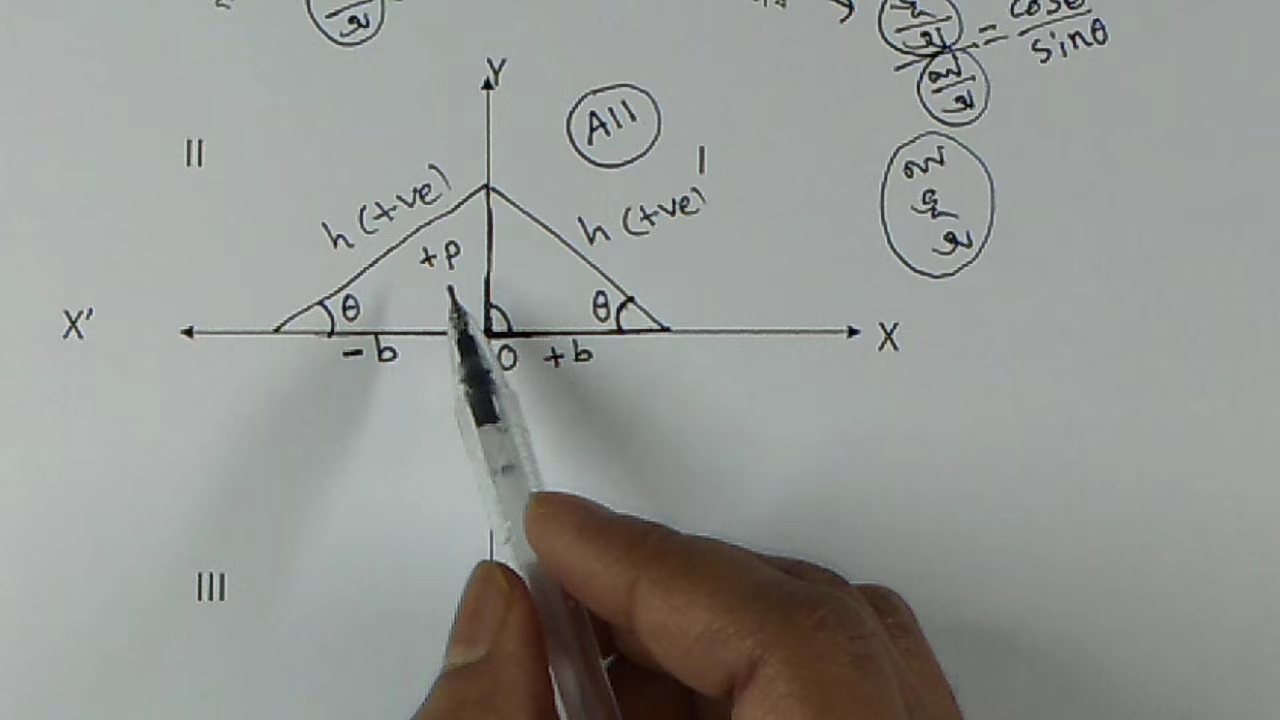 cosθ
= sinθ
Y
All
II
I
h (+ve)
h (+ve)
+P
θ
θ
X'
X
-b
O
+b
III